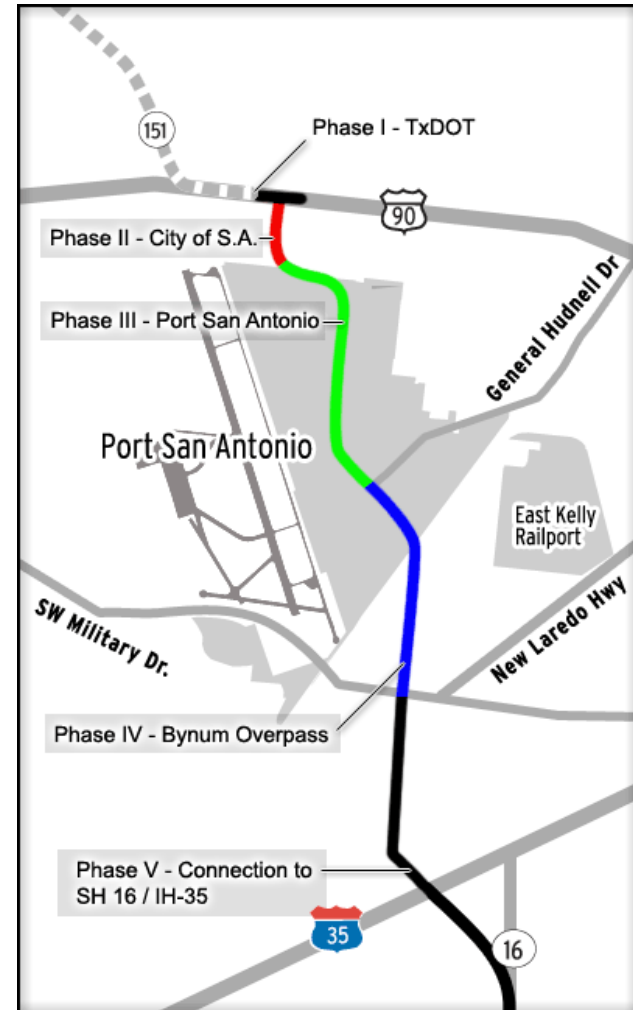 151
Phase I - TxDOT
90
Phase II - City of S.A.
General Hudnell Dr
Phase III - Port San Antonio
Port San Antonio
East Kelly
Railport
SW Military Dr.
New Laredo Hwy
Phase IV - Bynum Overpass
Phase V - Connection to
SH 16 / IH-35
35
16